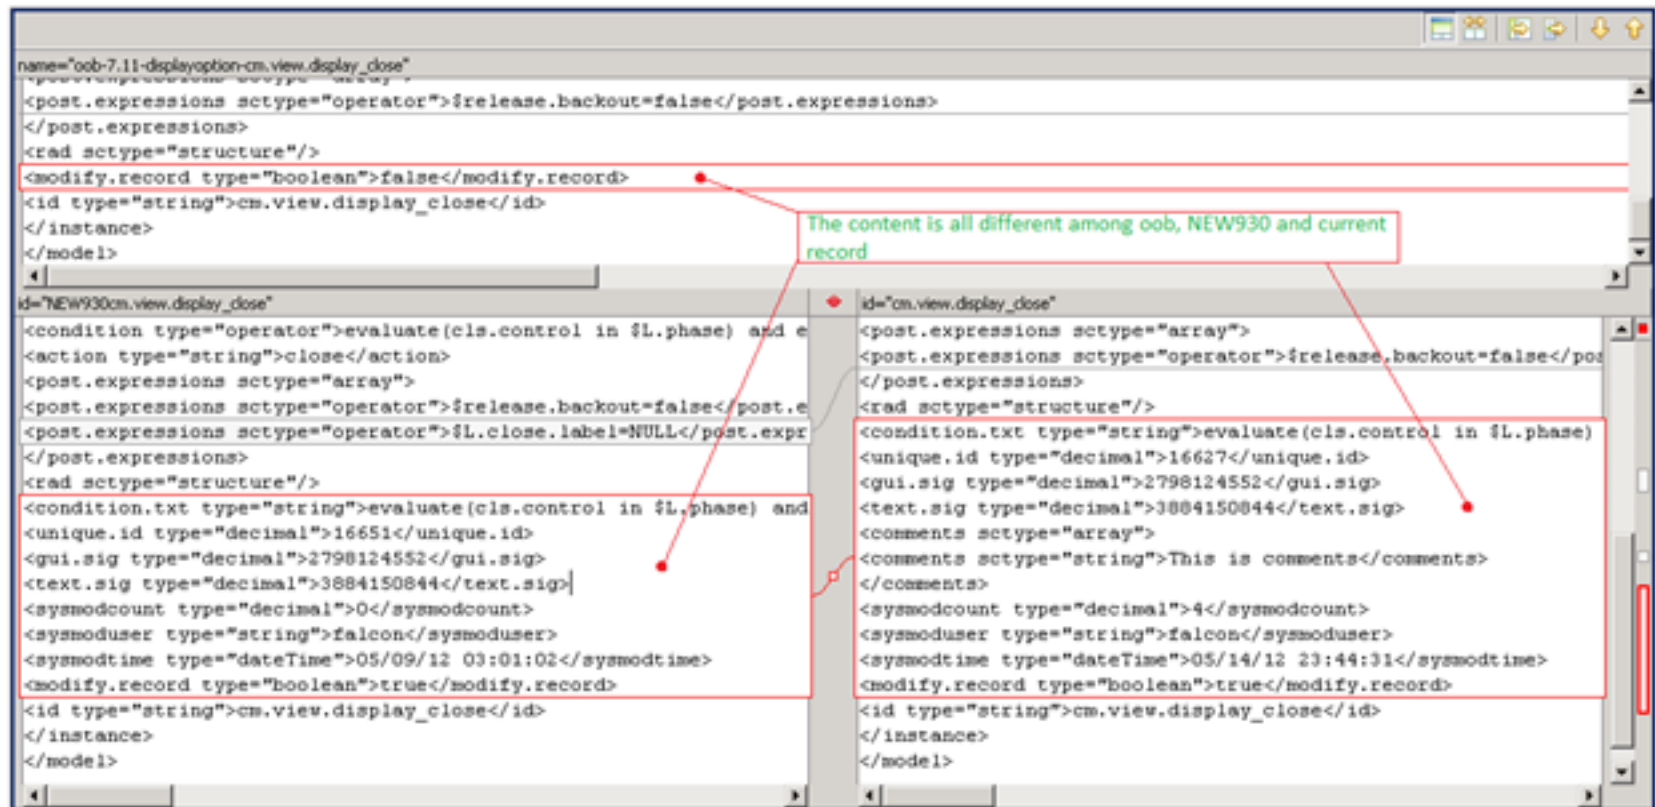 name="oob-7.11-displayoption-cm.view.display_close"
<post.expressions sctype="array">
<post.expressions sctype="operator">$release.backout=false</post.expressions>
</post.expressions>
<rad sctype="structure"/>
<modify.record type="boolean">false</modify.record>
<id type="string">cm.view.display_close</id>
</instance>
</model>
The content is all different among oob, NEW930 and current
record
id="NEW930cm.view.display_close"
<condition type="operator">evaluate(cls.control in $L.phase) and e
<action type="string">close</action>
<post.expressions sctype="array">
<post.expressions sctype="operator">$release.backout=false</post.e
<post.expressions sctype="operator">$L.close.label=NULL</post.expr
</post.expressions>
<rad sctype="structure"/>
<condition.txt type="string">evaluate(cls.control in $L.phase) and
<unique.id type="decimal">16651</unique.id>
<gui.sig type="decimal">2798124552</gui.sig>
<text.sig type="decimal">3884150844</text.sig>
<sysmodcount type="decimal">0</sysmodcount>
<sysmoduser type="string">falcon</sysmoduser>
<sysmodtime type="dateTime">05/09/12 03:01:02</sysmodtime>
<modify.record type="boolean">true</modify.record>
<id type="string">cm.view.display_close</id>
</instance>
</model>
id="cm.view.display_close"
<post.expressions sctype="array">
<post.expressions sctype="operator">$release.backout=false</pos
</post.expressions>
<rad sctype="structure"/>
<condition.txt type="string">evaluate(cls.control in $L.phase)
<unique.id type="decimal">16627</unique.id>
<gui.sig type="decimal">2798124552</gui.sig>
<text.sig type="decimal">3884150844</text.sig>
<comments sctype="array">
<comments sctype="string">This is comments</comments>
</comments>
<sysmodcount type="decimal">4</sysmodcount>
<sysmoduser type="string">falcon</sysmoduser>
<sysmodtime type="dateTime">05/14/12 23:44:31</sysmodtime>
<modify.record type="boolean">true</modify.record>
<id type="string">cm.view.display_close</id>
</instance>
</model>